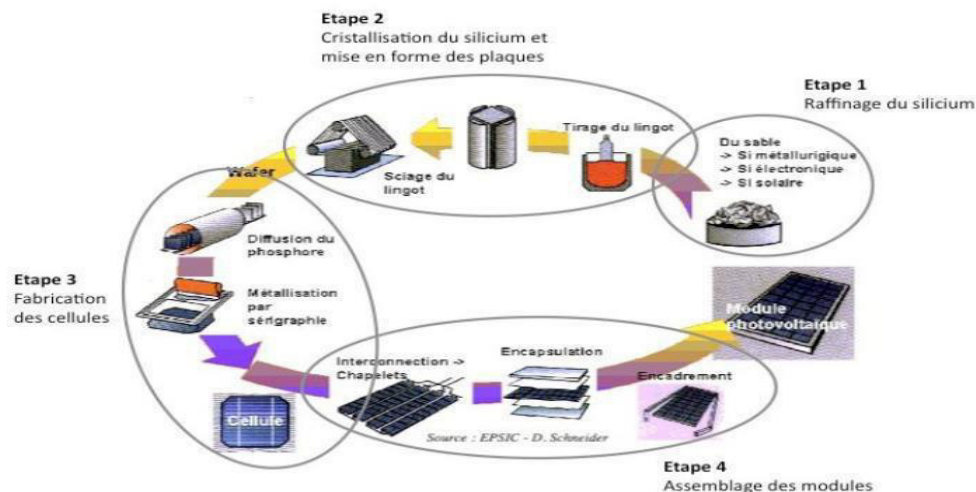 Etape 2
Cristallisation du silicium et
mise en forme des plaques
Etape 1
Raffinage du silicium
Tirage du lingot
Du sable
-> Si métallurigique
-> Si électronique
-> Si solaire
Sciage du
lingot
Wafer
Diffusion du
phosphore
Etape 3
Fabrication
des cellules
Métallisation
par
sérigraphie
Module
photovoltaïque
Interconnection ->
Chapelets
Encapsulation
Encadrement
Cellule
Source : EPSIC - D. Schneider
Etape 4
Assemblage des modules